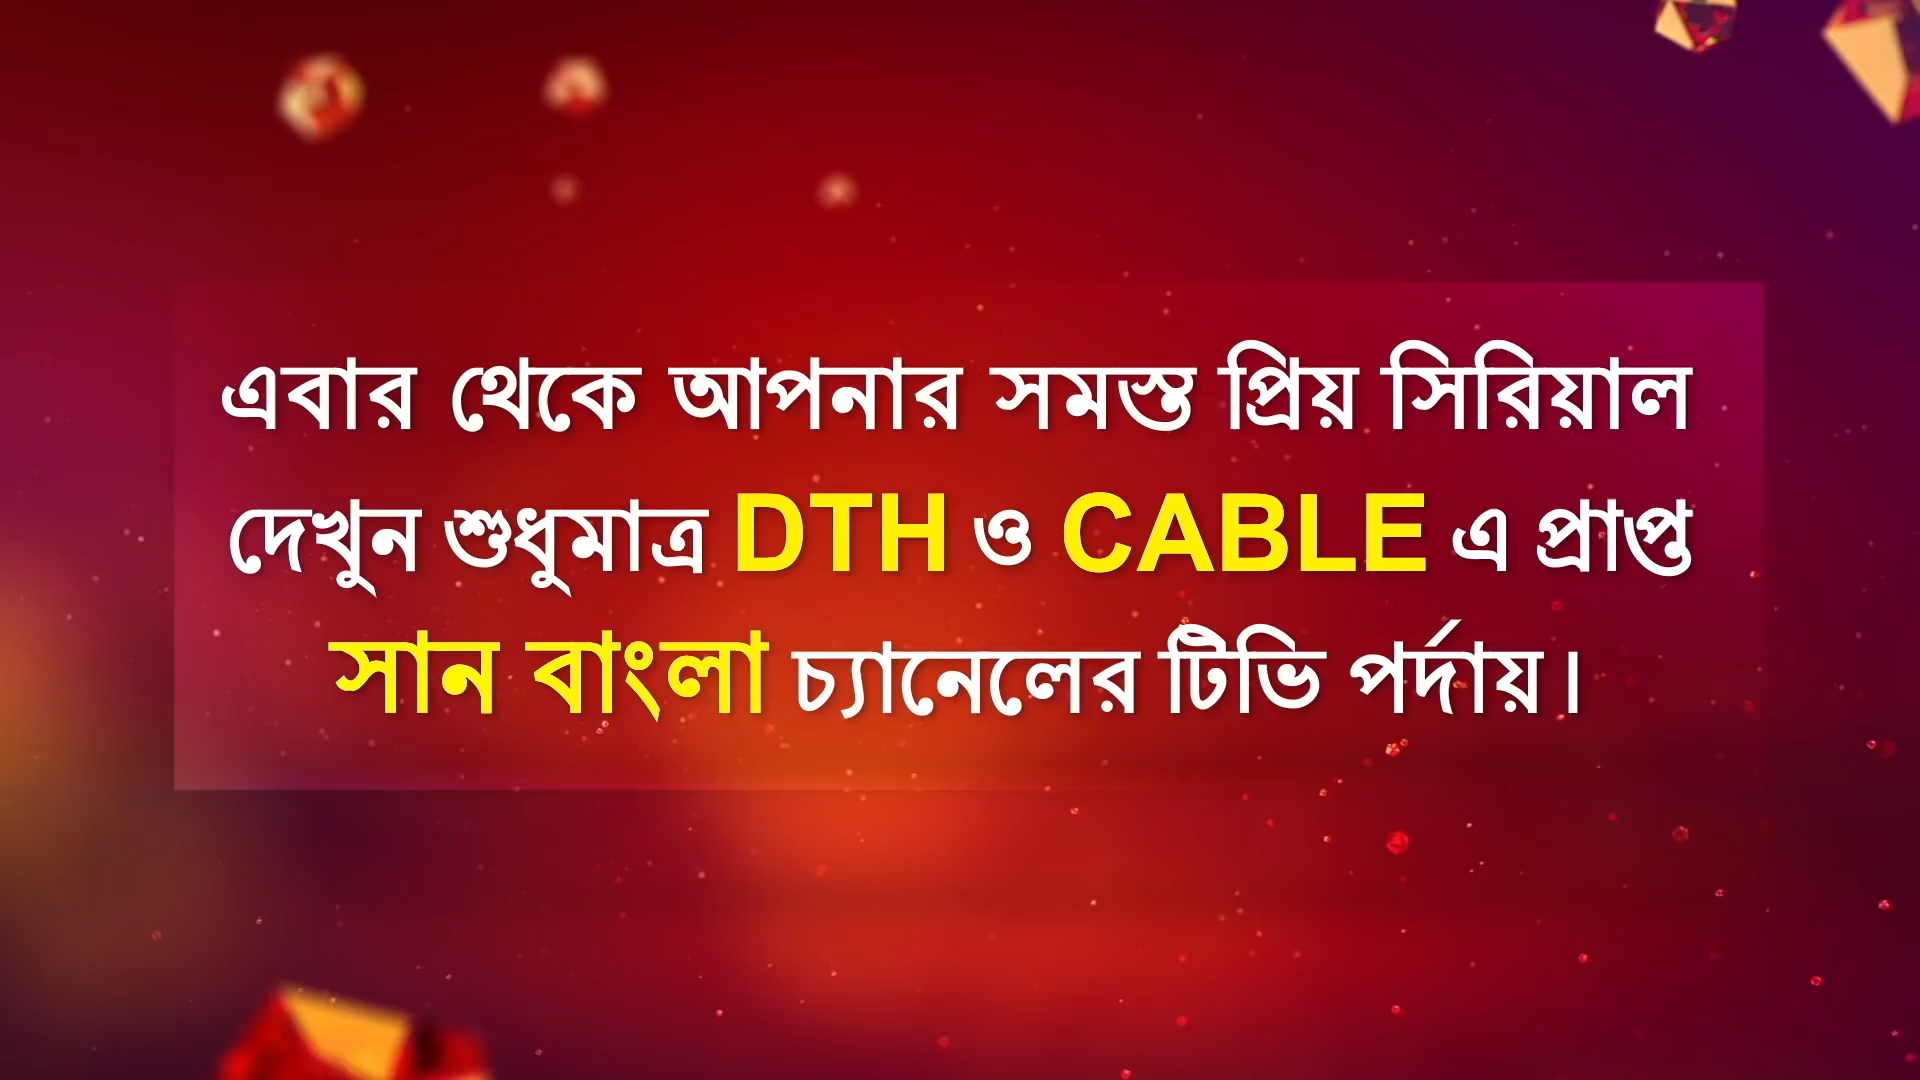 এবার থেকে আপনার সমস্ত প্রিয় সিরিয়াল
দেখুন শুধুমাত্র DTH ও CABLE এ প্রাপ্ত
সান বাংলা চ্যানেলের টিভি পর্দায়।